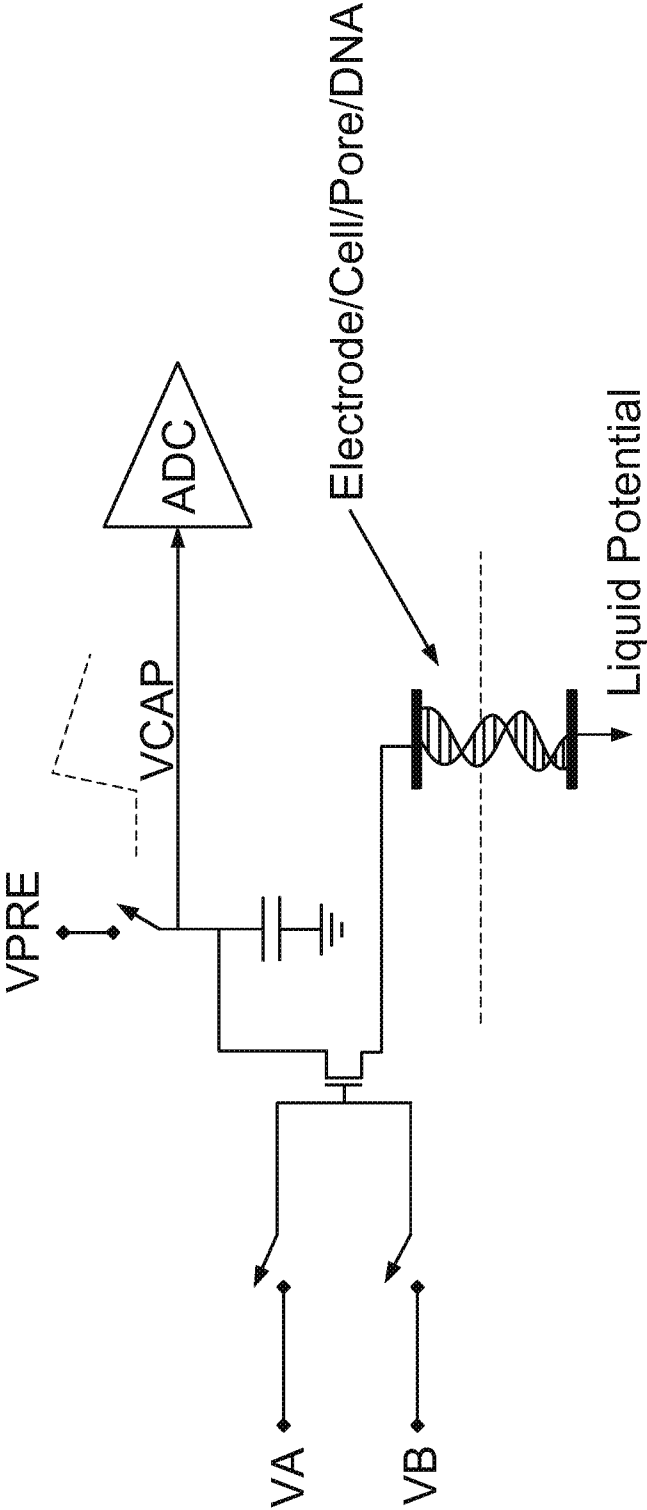 VPRE
VCAP
ADC
Electrode/Cell/Pore/DNA
VA
VB
Liquid Potential